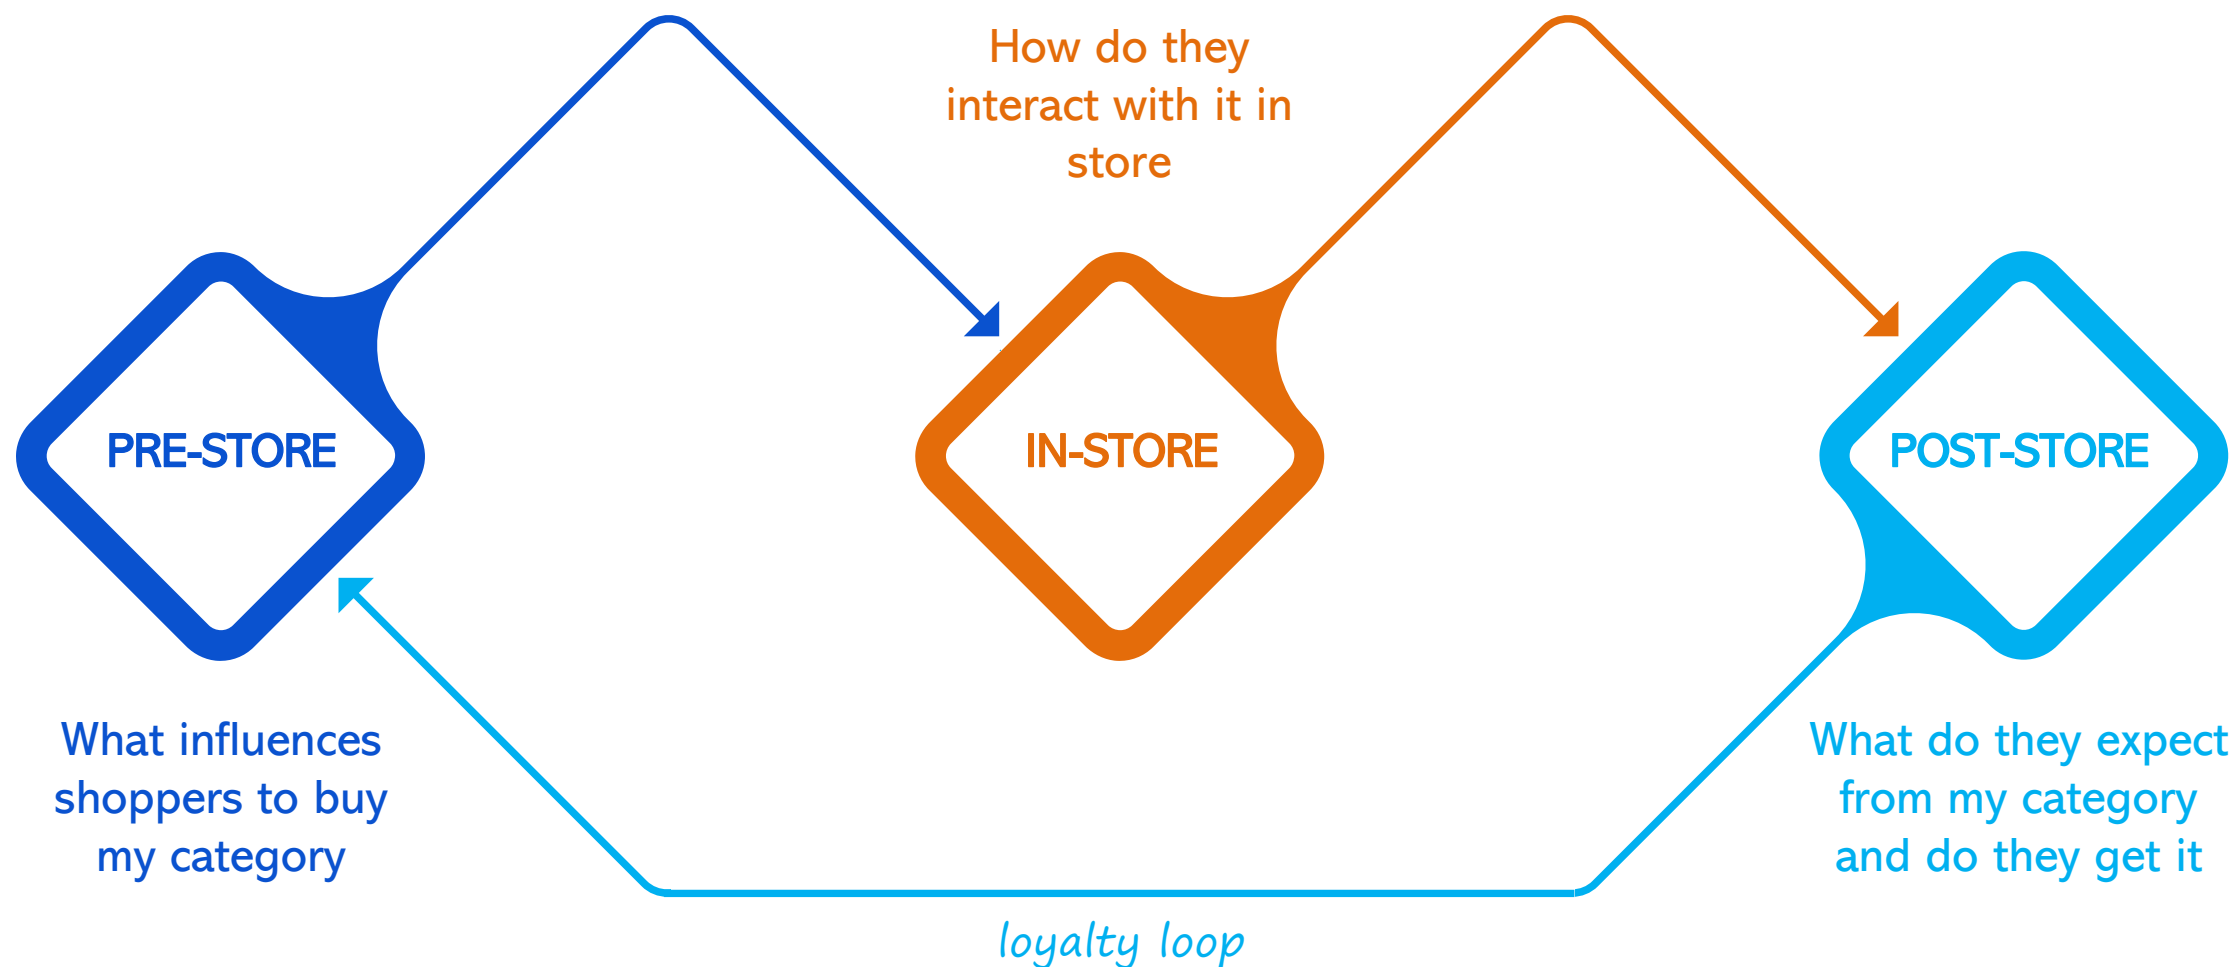 How do they
interact with it in
store
PRE-STORE
IN-STORE
POST-STORE
What influences
shoppers to buy
my category
What do they expect
from my category
and do they get it
loyalty loop